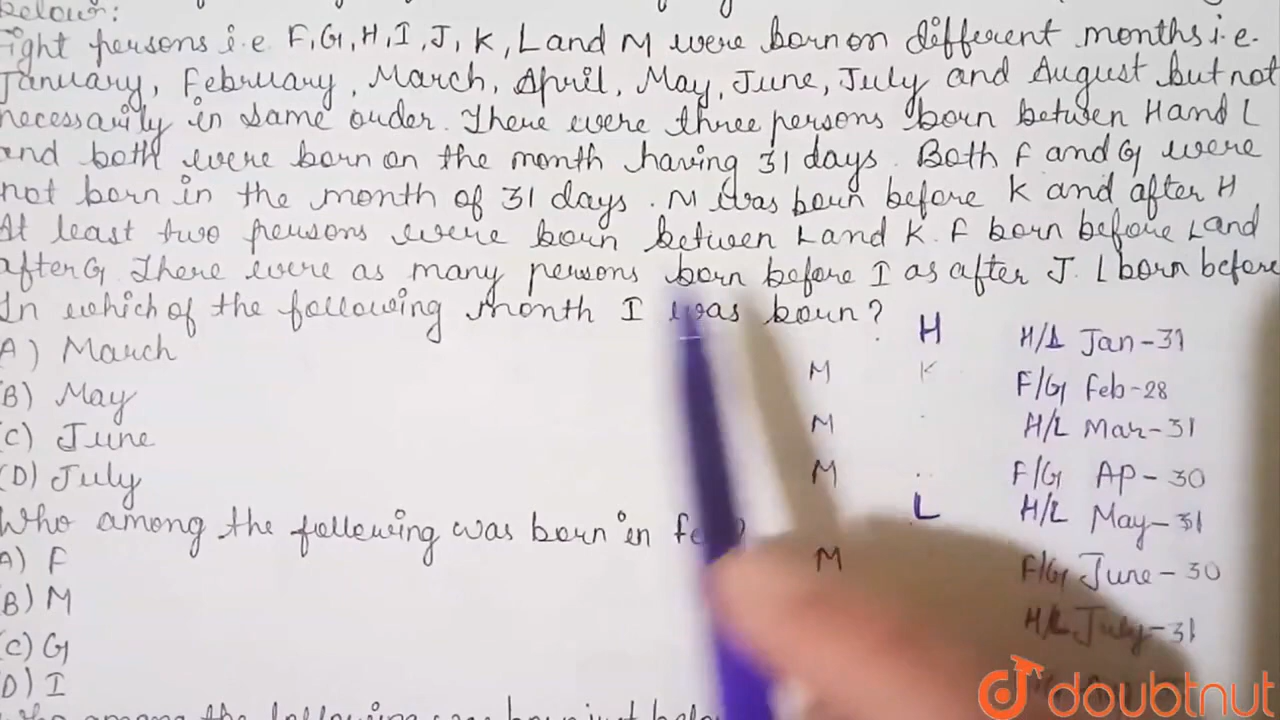 Below:
Eight persons i.e F, G, H, I, J, K, L and M were born on different months i.e.
January, February, March, April, May, June, July and August but not
necessarily in same order. There were three persons born between H and L
and both were born on the month having 31 days. Both F and G were
not born in the month of 31 days. M was born before K and after H
At least two persons were born between L and K. F born before L and
after G. There were as many persons born before I as after J. L born before
In which of the following month I was born?
A) March
(B) May
(C) June
(D) July
Who among the following was born in
A) F
(B) M
(C) G
D) I
among the following
H
M K
M
M
L
M
H/L Jan-31
F/G Feb-28
H/L Mar-31
F/G AP-30
H/L May-31
F/G June-30
H/L July-31
doubtnut